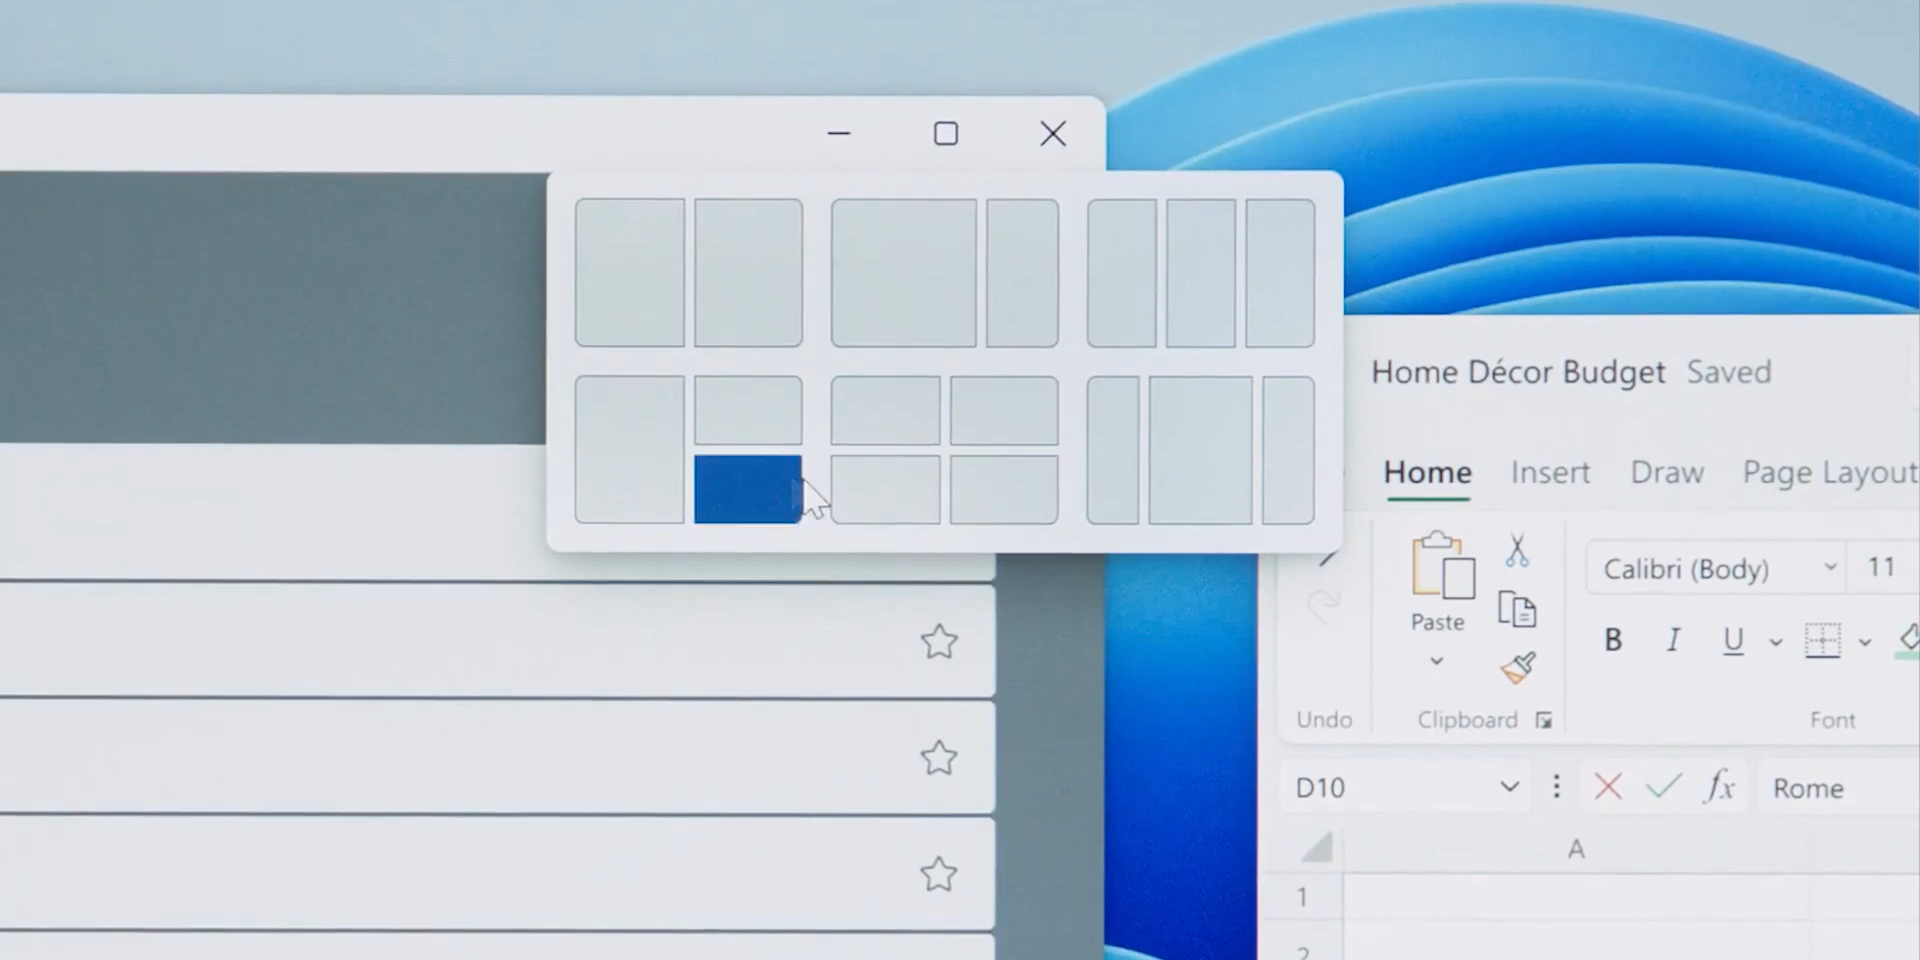 Home Décor Budget Saved
Home Insert Draw Page Layout
Calibri (Body) 11
Paste
B I U
Undo Clipboard Font
D10 fx Rome
A
1
2